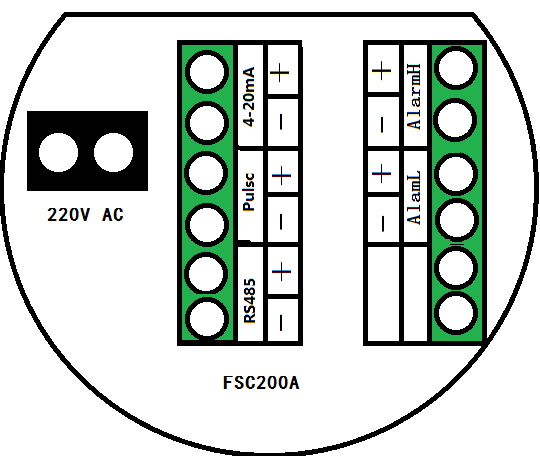 220V AC
4-20mA
+
−
Pulsc
+
−
RS485
+
−
+
−
AlarmH
+
−
AlamL
FSC200A